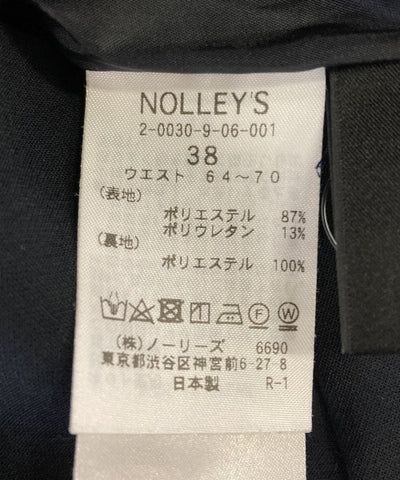 NOLLEY'S
2-0030-9-06-001
38
ウエスト 64～70
(表地)
ポリエステル 87%
ポリウレタン 13%
(裏地)
ポリエステル 100%
F W
(株)ノーリーズ 6690
東京都渋谷区神宮前6-27-8
日本製 R-1